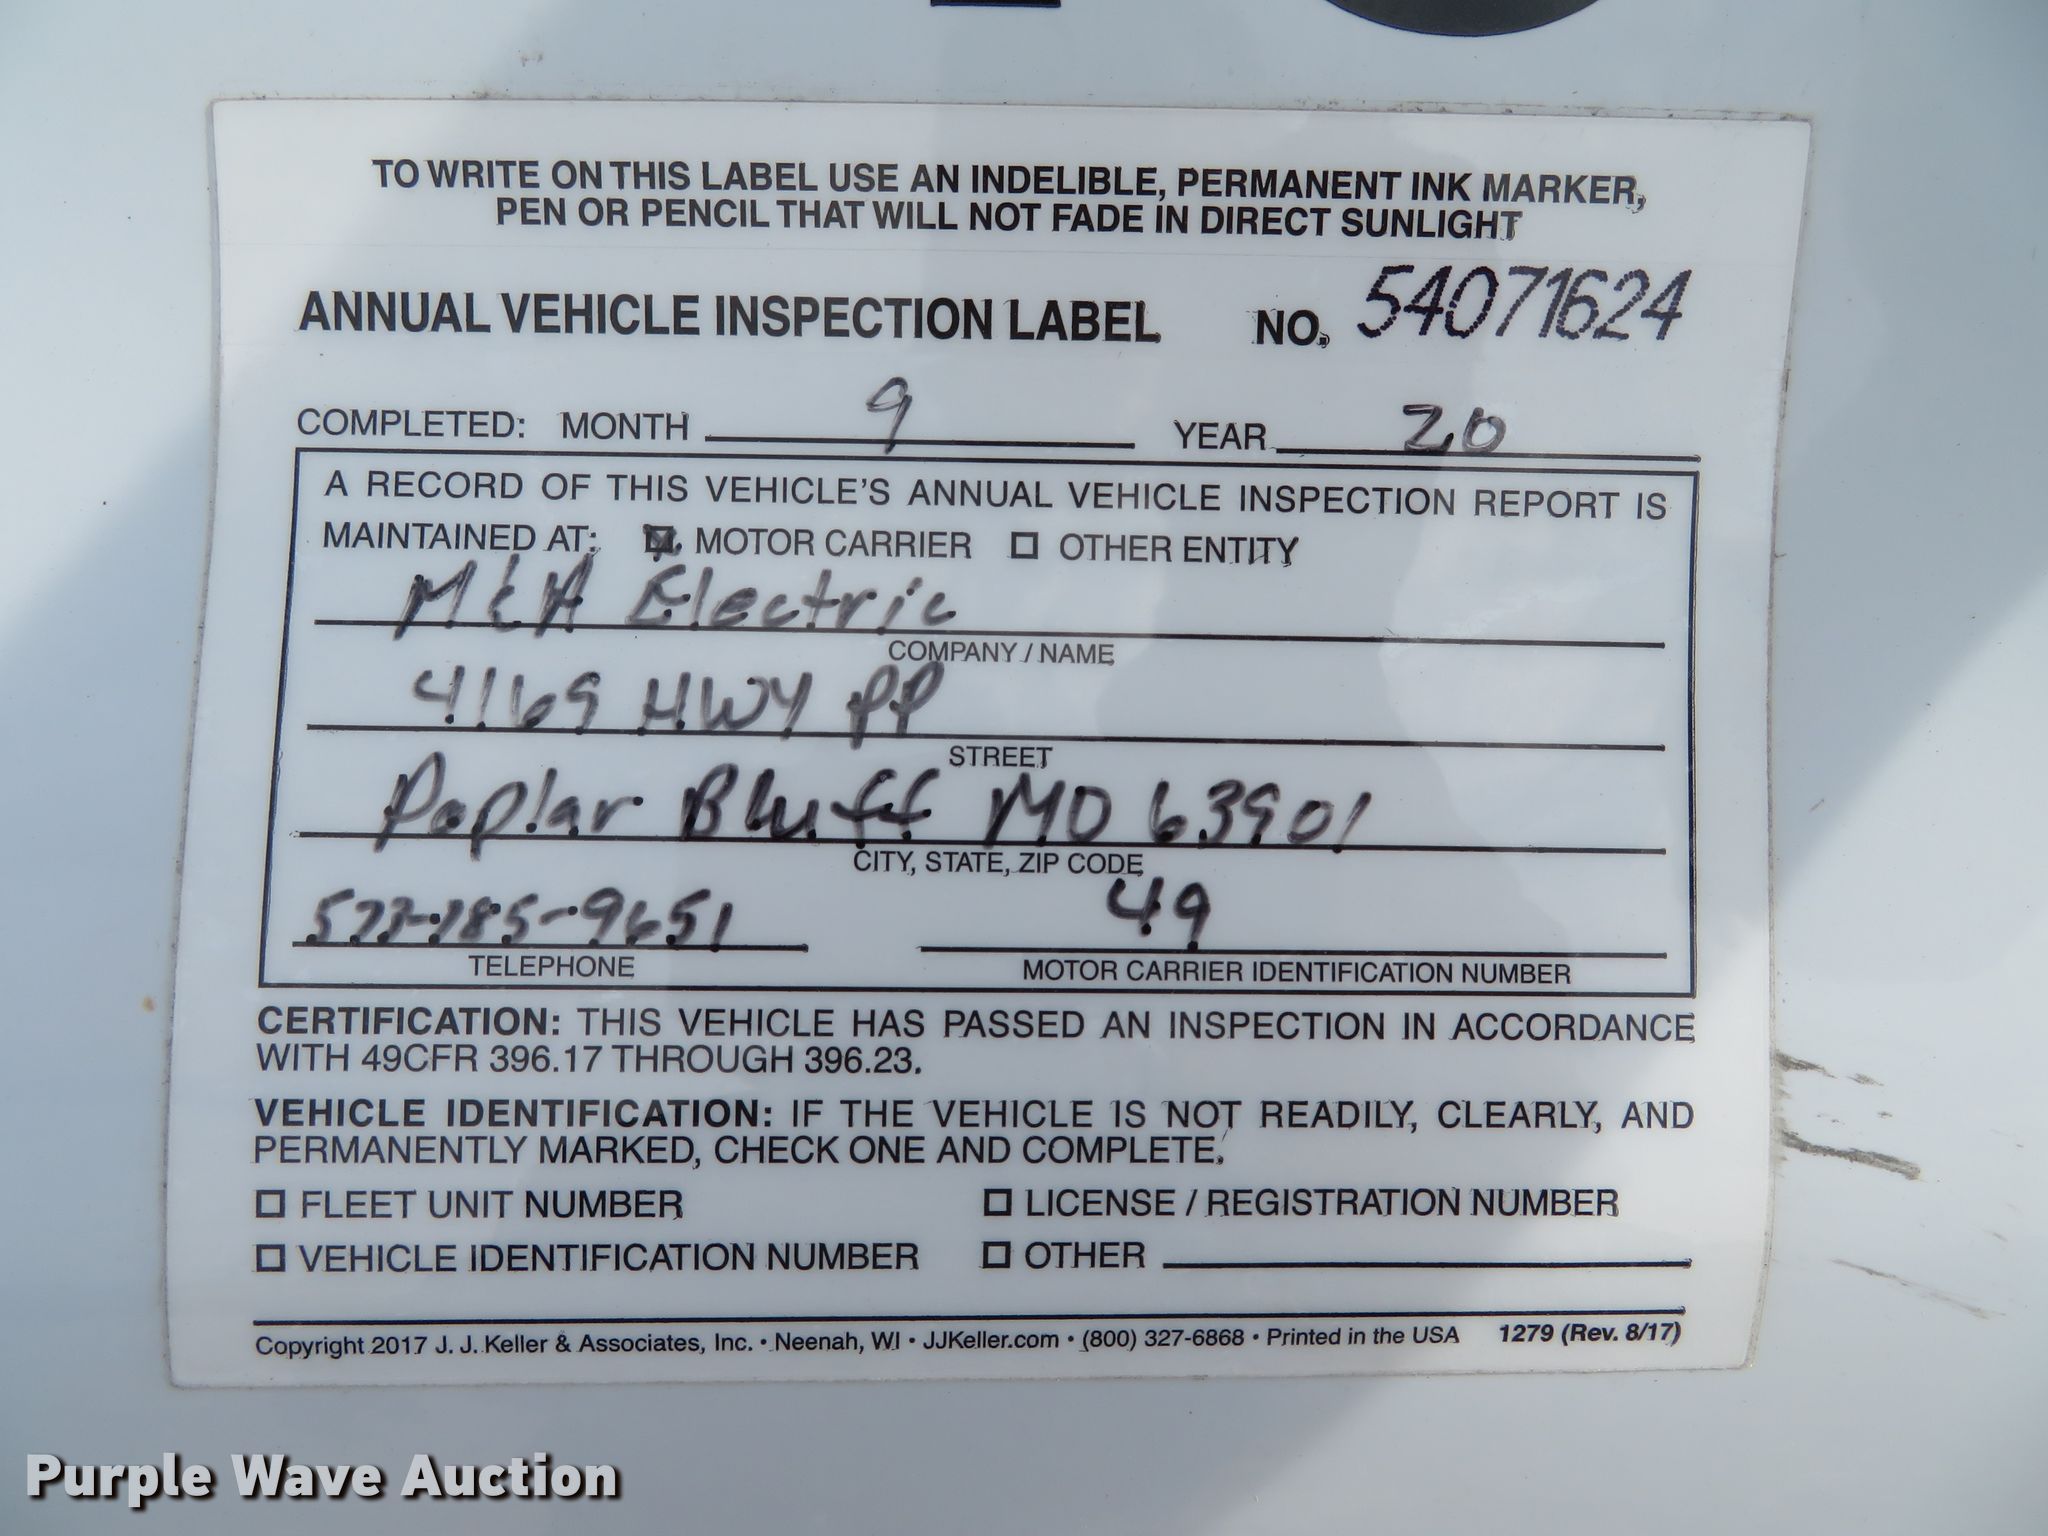 TO WRITE ON THIS LABEL USE AN INDELIBLE, PERMANENT INK MARKER,
PEN OR PENCIL THAT WILL NOT FADE IN DIRECT SUNLIGHT
ANNUAL VEHICLE INSPECTION LABEL NO. 54071624
COMPLETED: MONTH 9 YEAR 20
A RECORD OF THIS VEHICLE'S ANNUAL VEHICLE INSPECTION REPORT IS
MAINTAINED AT: ☒ MOTOR CARRIER ☐ OTHER ENTITY
M&A Electric
COMPANY / NAME
4169 HWY PP
STREET
Poplar Bluff MO 63901
CITY, STATE, ZIP CODE
573-785-9651 49
TELEPHONE MOTOR CARRIER IDENTIFICATION NUMBER
CERTIFICATION: THIS VEHICLE HAS PASSED AN INSPECTION IN ACCORDANCE
WITH 49CFR 396.17 THROUGH 396.23.
VEHICLE IDENTIFICATION: IF THE VEHICLE IS NOT READILY, CLEARLY, AND
PERMANENTLY MARKED, CHECK ONE AND COMPLETE.
☐ FLEET UNIT NUMBER ☐ LICENSE / REGISTRATION NUMBER
☐ VEHICLE IDENTIFICATION NUMBER ☐ OTHER
Copyright 2017 J. J. Keller & Associates, Inc. • Neenah, WI • JJKeller.com • (800) 327-6868 • Printed in the USA 1279 (Rev. 8/17)
Purple Wave Auction